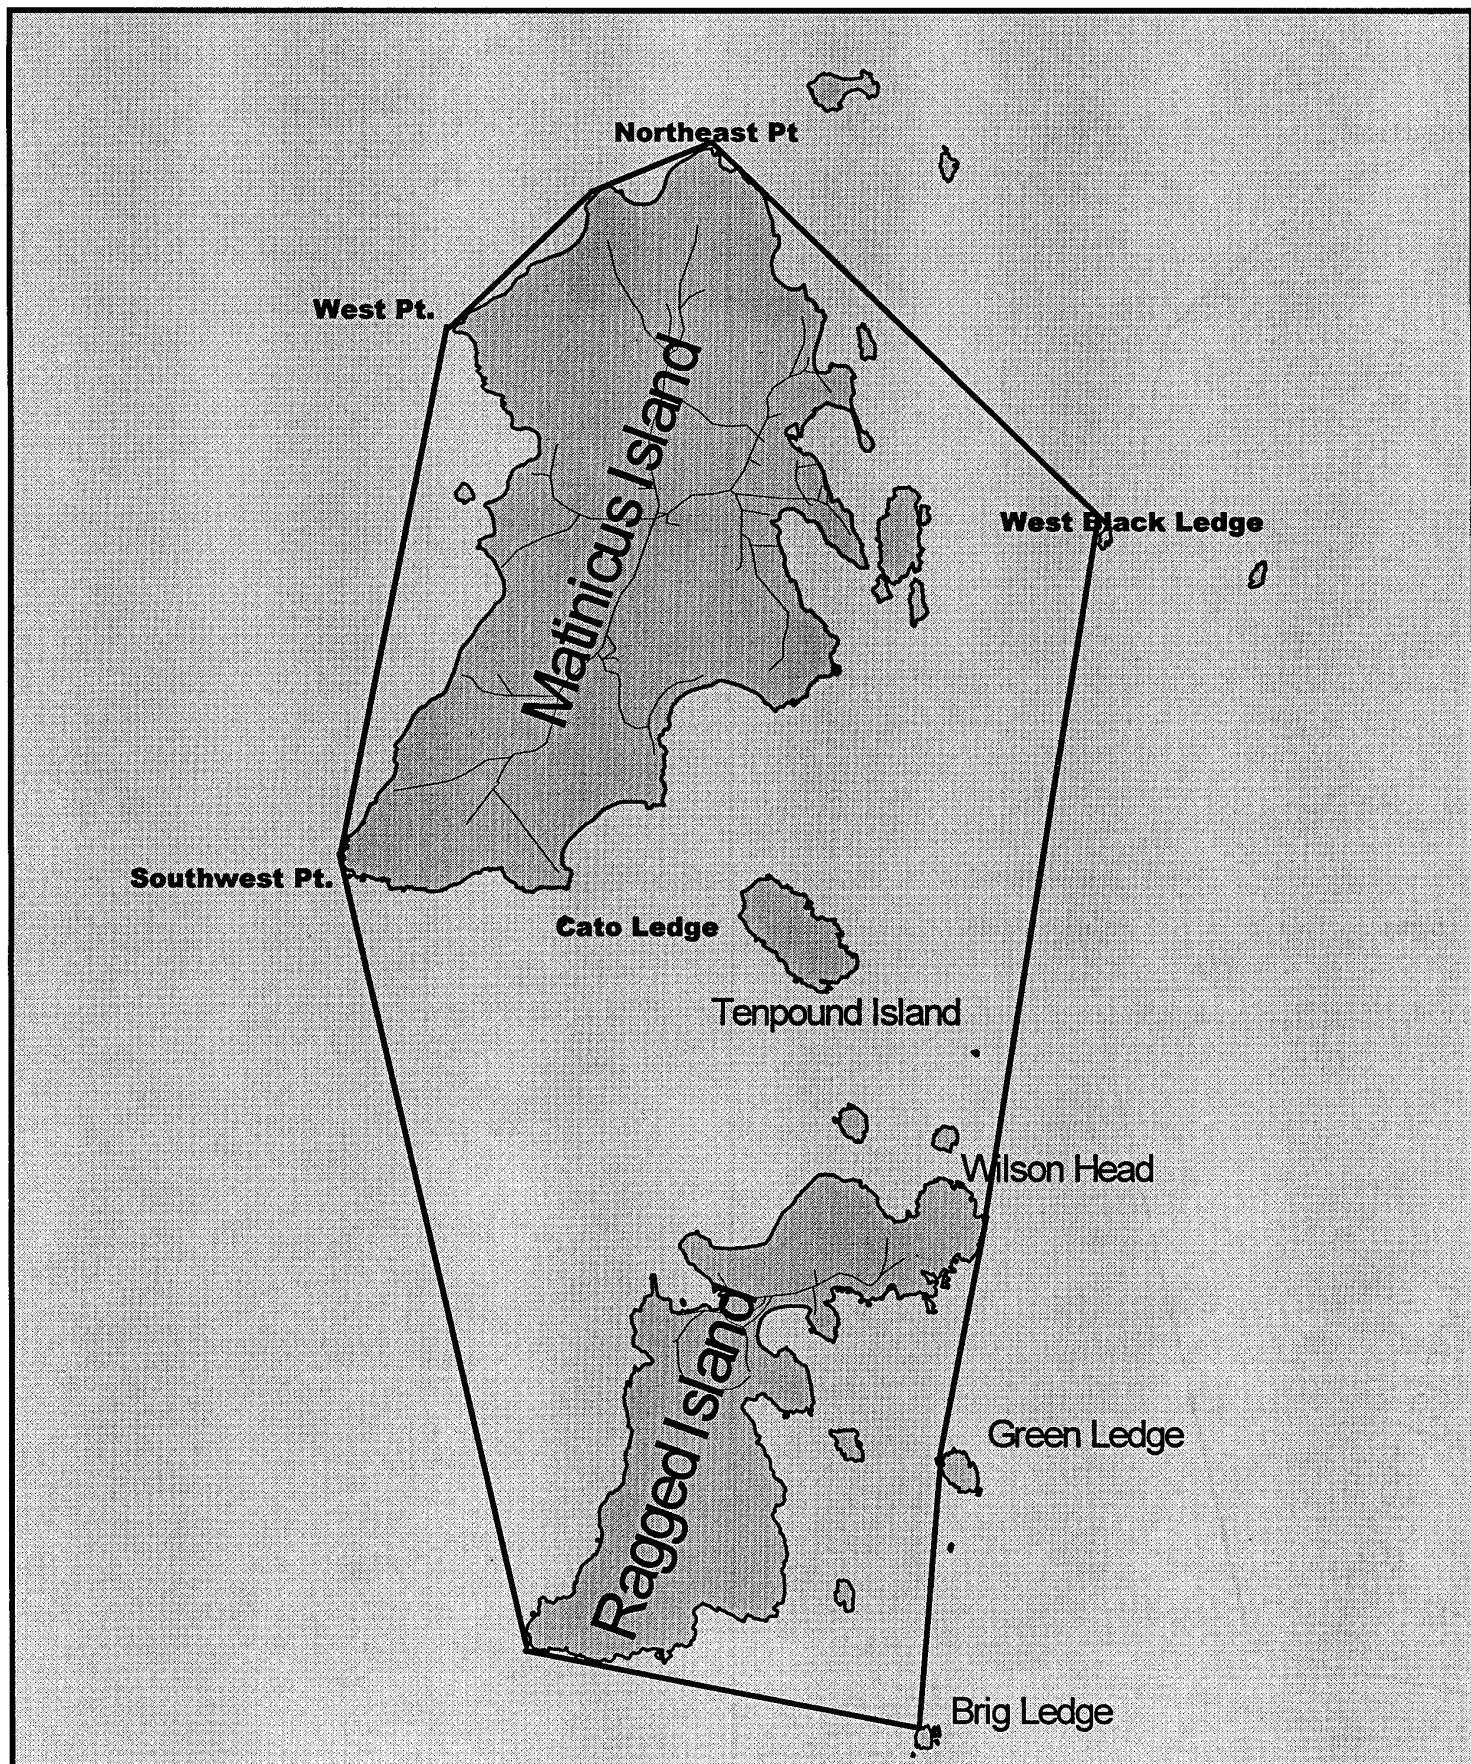 Northeast Pt
West Pt.
Matinicus Island
West Black Ledge
Southwest Pt.
Cato Ledge
Tenpound Island
Wilson Head
Ragged Island
Green Ledge
Brig Ledge